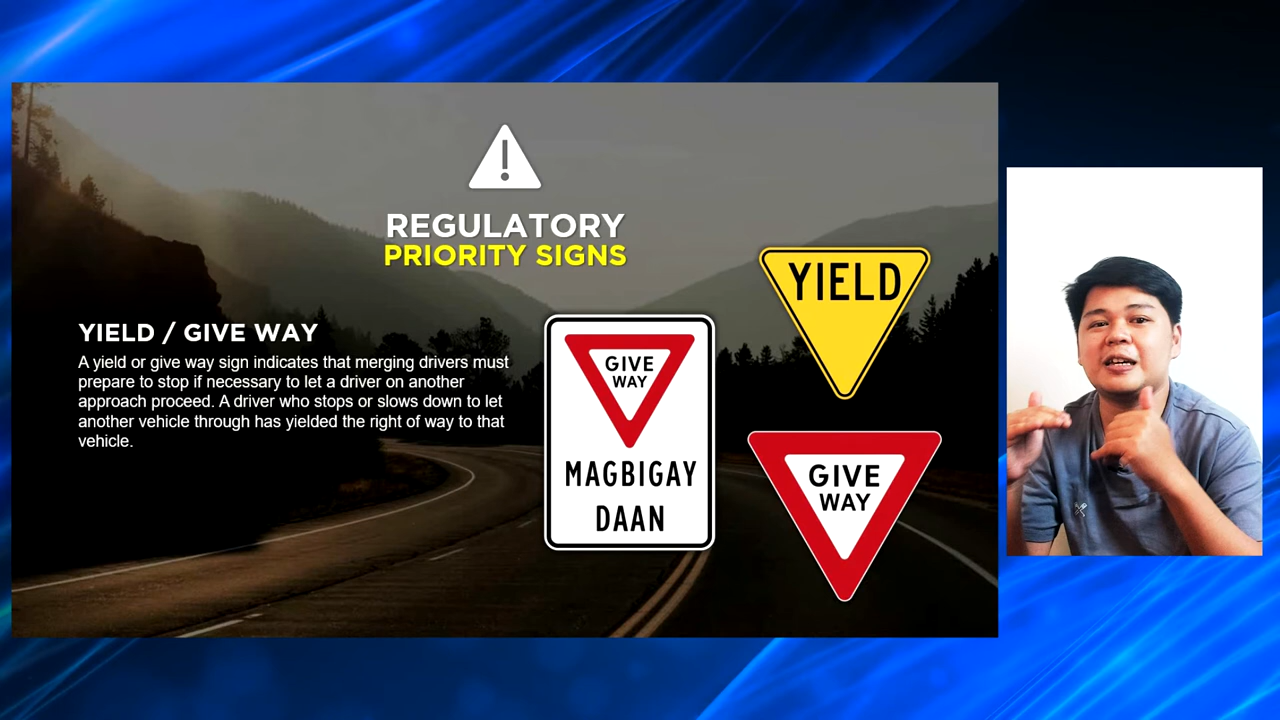 REGULATORY
PRIORITY SIGNS
YIELD / GIVE WAY
A yield or give way sign indicates that merging drivers must
prepare to stop if necessary to let a driver on another
approach proceed. A driver who stops or slows down to let
another vehicle through has yielded the right of way to that
vehicle.
GIVE
WAY
MAGBIGAY
DAAN
YIELD
GIVE
WAY